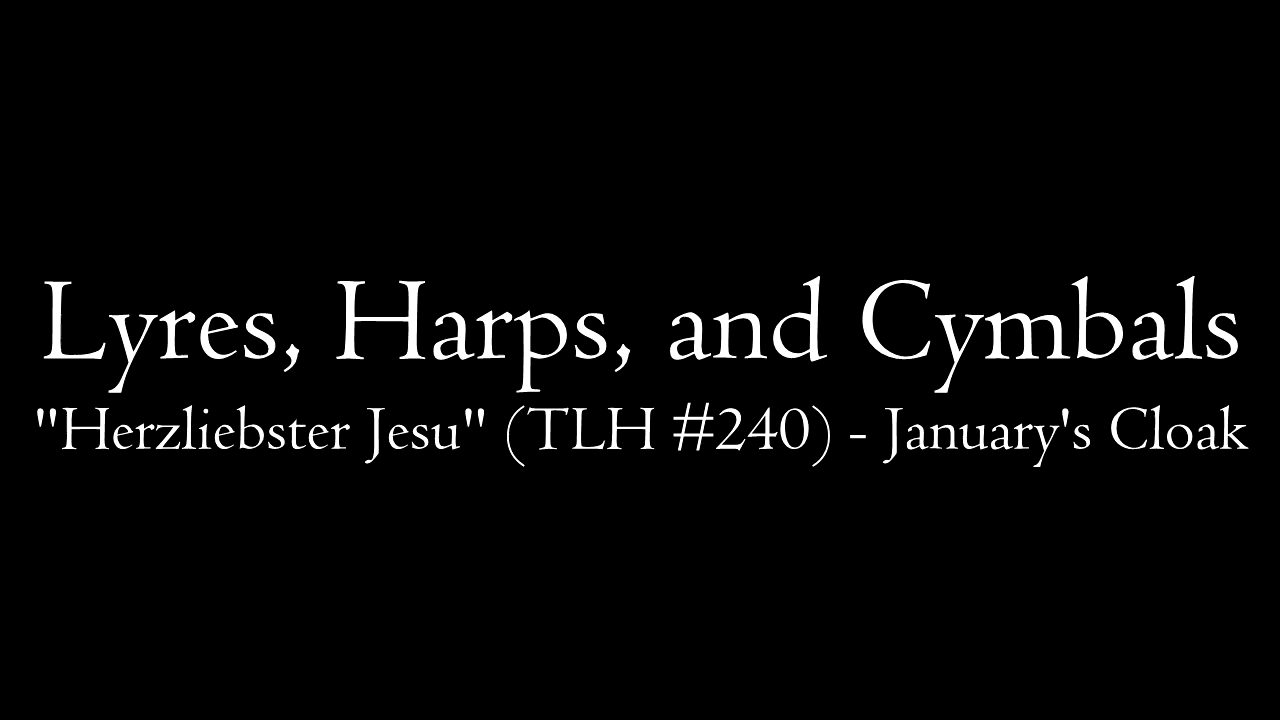 Lyres, Harps, and Cymbals
"Herzliebster Jesu" (TLH #240) - January's Cloak